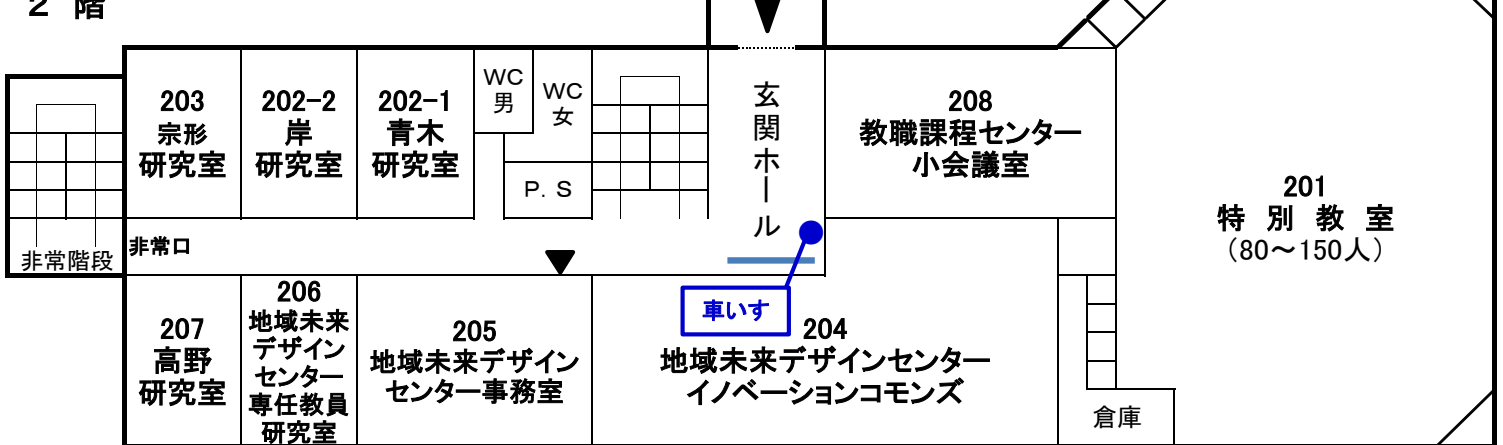 2 階
203
宗形
研究室
202-2
岸
研究室
202-1
青木
研究室
WC
男
WC
女
P.S
玄関ホール
208
教職課程センター
小会議室
201
特別教室
(80～150人)
非常階段
非常口
車いす
207
高野
研究室
206
地域未来
デザイン
センター
専任教員
研究室
205
地域未来デザイン
センター事務室
204
地域未来デザインセンター
イノベーションコモンズ
倉庫